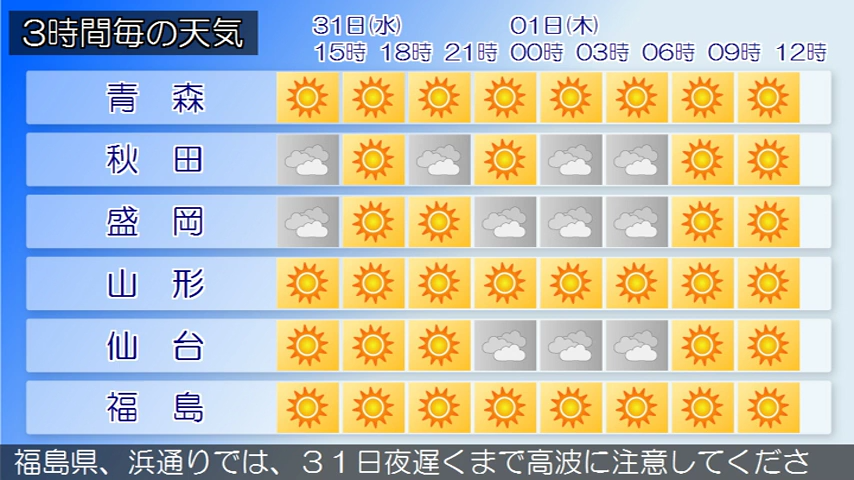 3時間毎の天気
31日(水) 01日(木)
15時 18時 21時 00時 03時 06時 09時 12時
青森
秋田
盛岡
山形
仙台
福島
福島県、浜通りでは、３１日夜遅くまで高波に注意してくださ